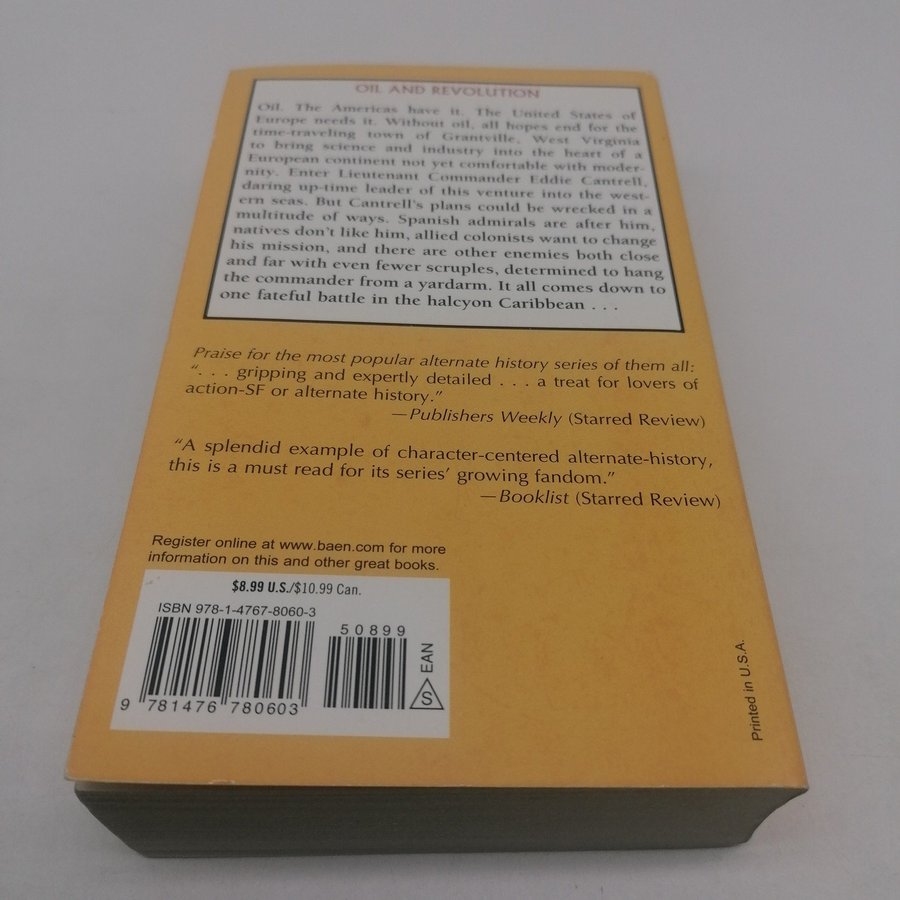 OIL AND REVOLUTION
Oil. The Americas have it. The United States of
Europe needs it. Without oil, all hopes end for the
time-traveling town of Grantville, West Virginia
to bring science and industry into the heart of a
European continent not yet comfortable with moder-
nity. Enter Lieutenant Commander Eddie Cantrell,
daring up-time leader of this venture into the west-
ern seas. But Cantrell's plans could be wrecked in a
multitude of ways. Spanish admirals are after him,
natives don't like him, allied colonists want to change
his mission, and there are other enemies both close
and far with even fewer scruples, determined to hang
the commander from a yardarm. It all comes down to
one fateful battle in the halcyon Caribbean . . .
Praise for the most popular alternate history series of them all:
". . . gripping and expertly detailed . . . a treat for lovers of
action-SF or alternate history."
—Publishers Weekly (Starred Review)
"A splendid example of character-centered alternate-history,
this is a must read for its series' growing fandom."
—Booklist (Starred Review)
Register online at www.baen.com for more
information on this and other great books.
$8.99 U.S./$10.99 Can.
ISBN 978-1-4767-8060-3
50899
9 781476 780603
EAN
S
Printed in U.S.A.